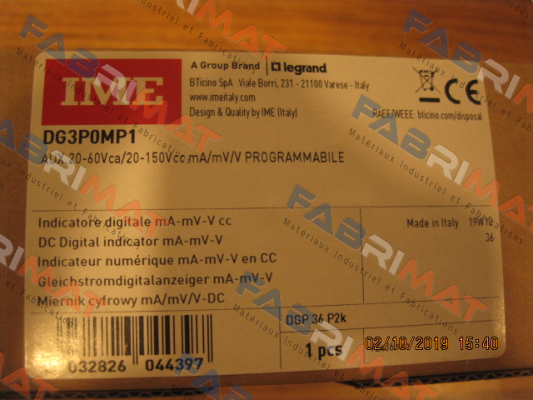 IME
A Group Brand | legrand
BTicino SpA Viale Borri, 231 - 21100 Varese - Italy
www.imeitaly.com
Design & Quality by IME (Italy)
RAEE/WEEE: bticino.com/disposal
CE
DG3P0MP1
AUX 20-60Vca/20-150Vcc mA/mV/V PROGRAMMABILE
Indicatore digitale mA-mV-V cc
DC Digital indicator mA-mV-V
Indicateur numérique mA-mV-V en CC
Gleichstromdigitalanzeiger mA-mV-V
Miernik cyfrowy mA/mV/V-DC
Made in Italy
36
DGP 36 P2k
1 pcs
032826 044397
02/10/2019 15:40
FABRIMAT
Materiaux Industriel et Fabrications